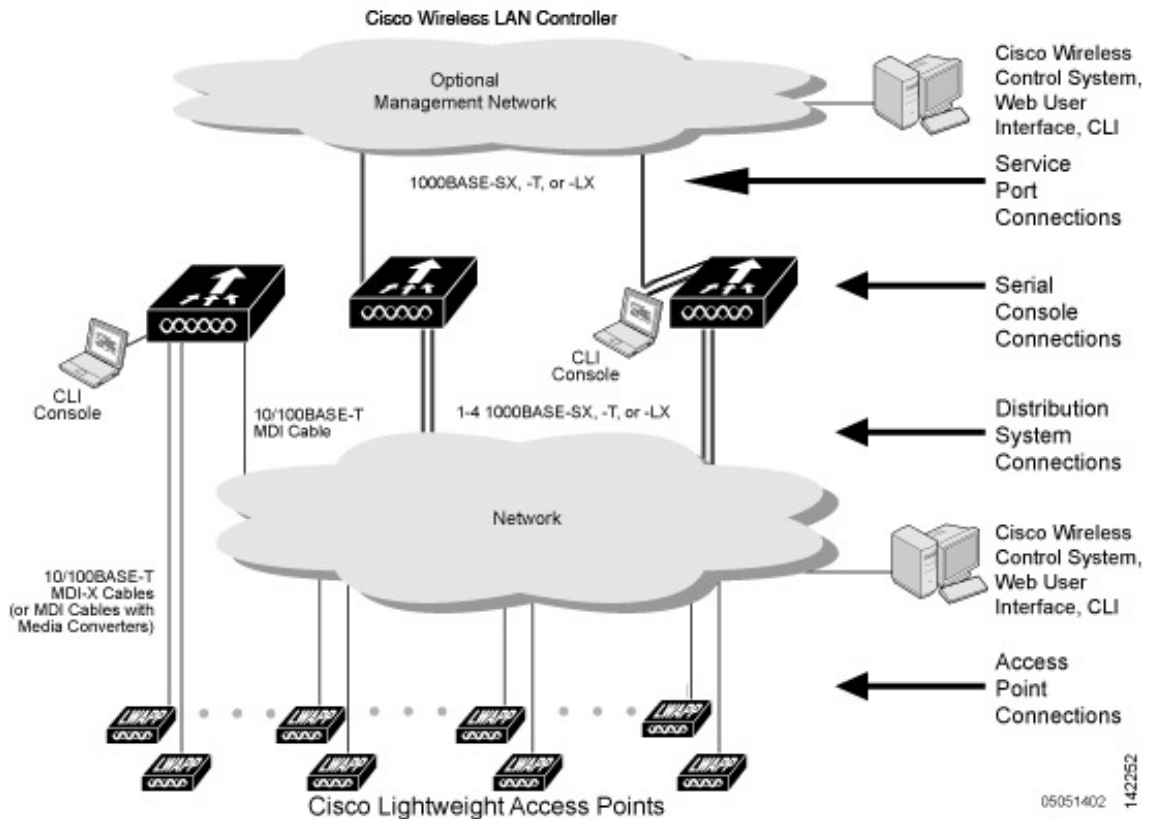 Cisco Wireless LAN Controller
Optional
Management Network
Cisco Wireless
Control System,
Web User
Interface, CLI
1000BASE-SX, -T, or -LX
Service
Port
Connections
Serial
Console
Connections
CLI
Console
CLI
Console
10/100BASE-T
MDI Cable
1-4 1000BASE-SX, -T, or -LX
Distribution
System
Connections
Network
Cisco Wireless
Control System,
Web User
Interface, CLI
10/100BASE-T
MDI-X Cables
(or MDI Cables with
Media Converters)
Access
Point
Connections
LWAPP
LWAPP
LWAPP
LWAPP
LWAPP
LWAPP
LWAPP
LWAPP
Cisco Lightweight Access Points
05051402
142252